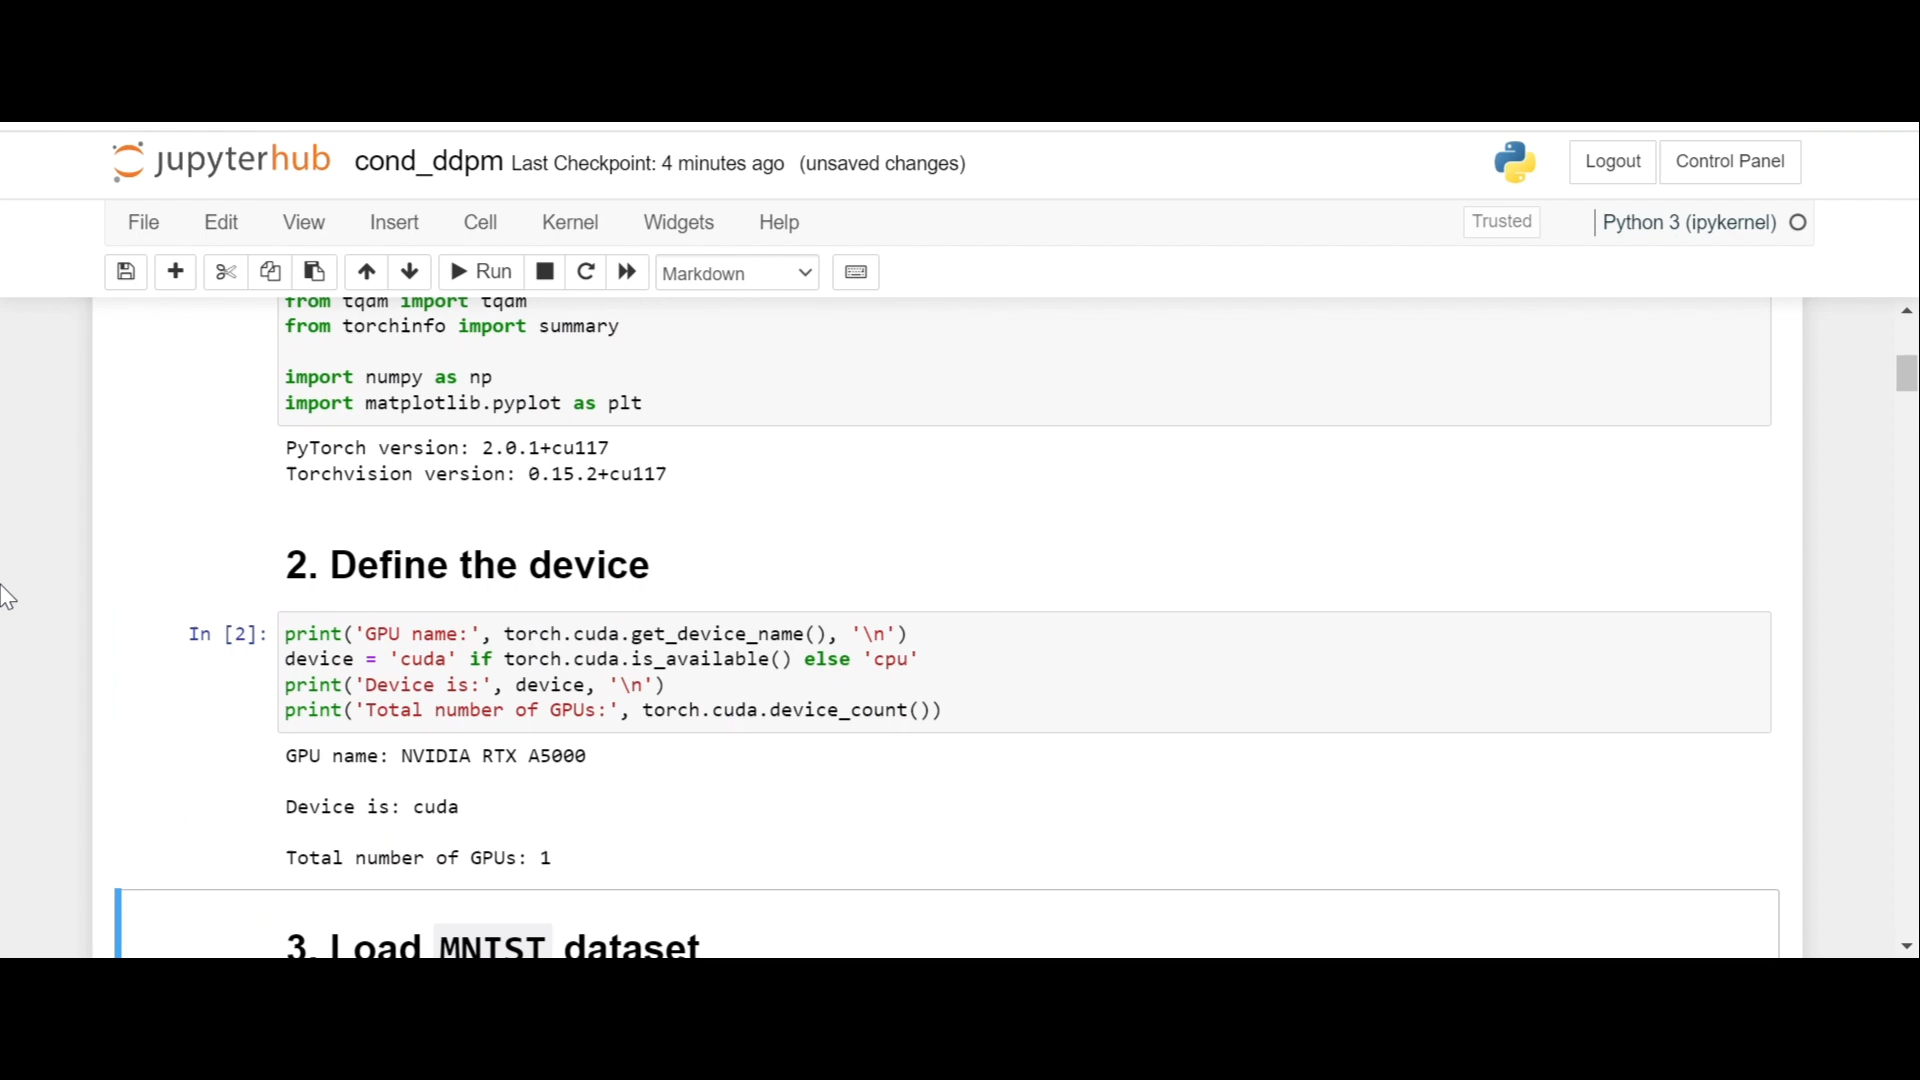 jupyterhub cond_ddpm Last Checkpoint: 4 minutes ago (unsaved changes) Logout Control Panel
File Edit View Insert Cell Kernel Widgets Help Trusted Python 3 (ipykernel)
Run Markdown
from tqdm import tqdm
from torchinfo import summary
import numpy as np
import matplotlib.pyplot as plt
PyTorch version: 2.0.1+cu117
Torchvision version: 0.15.2+cu117
2. Define the device
In [2]: print('GPU name:', torch.cuda.get_device_name(), '\n')
device = 'cuda' if torch.cuda.is_available() else 'cpu'
print('Device is:', device, '\n')
print('Total number of GPUs:', torch.cuda.device_count())
GPU name: NVIDIA RTX A5000
Device is: cuda
Total number of GPUs: 1
3. Load MNIST dataset